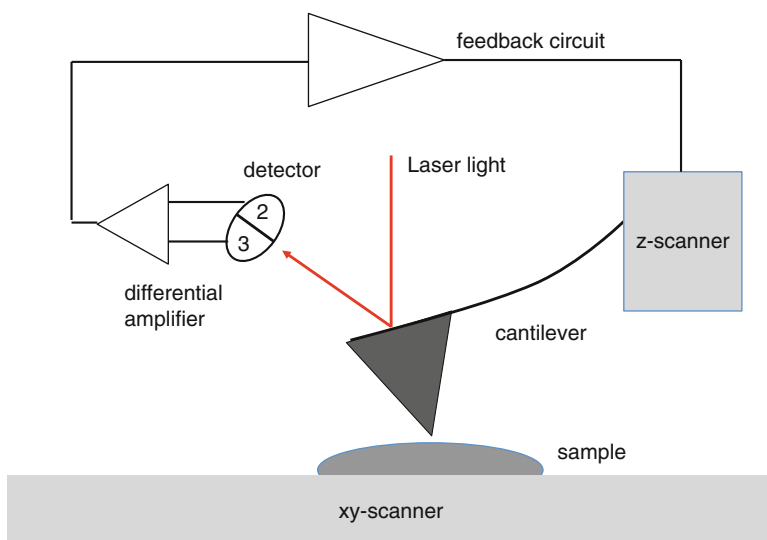 feedback circuit
Laser light
detector
2
3
z-scanner
differential
amplifier
cantilever
sample
xy-scanner